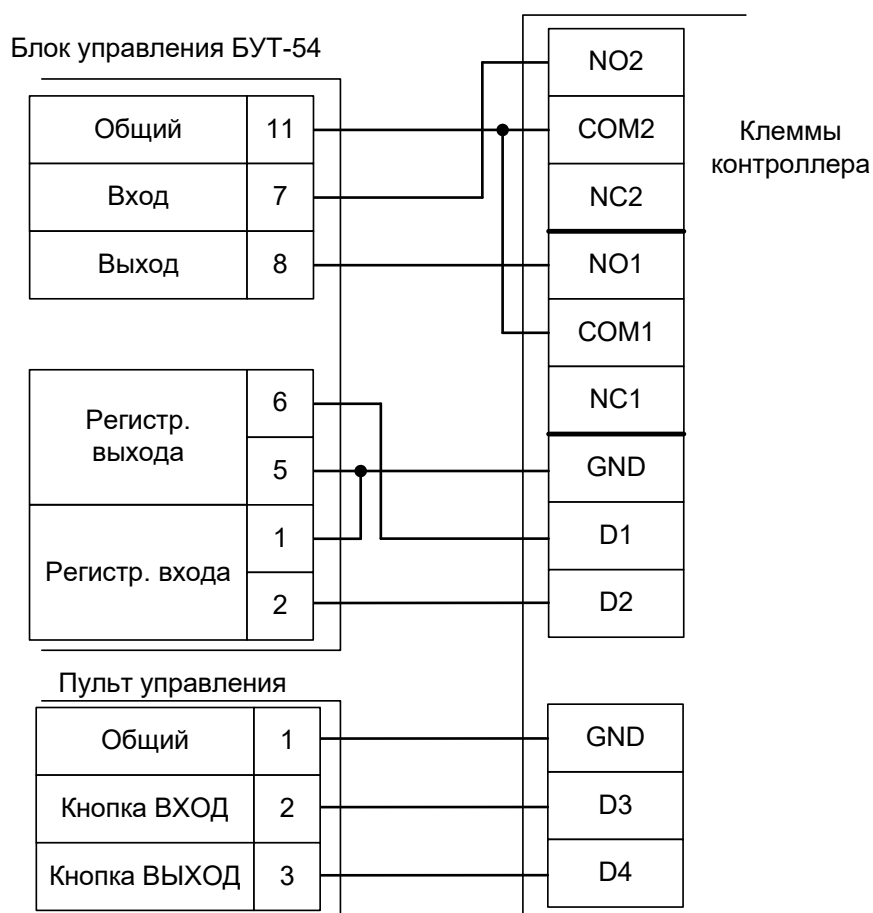 Блок управления БУТ-54
Общий 11
Вход 7
Выход 8
Регистр.
выхода
6
5
Регистр. входа
1
2
Пульт управления
Общий 1
Кнопка ВХОД 2
Кнопка ВЫХОД 3
NO2
COM2
NC2
NO1
COM1
NC1
GND
D1
D2
GND
D3
D4
Клеммы
контроллера